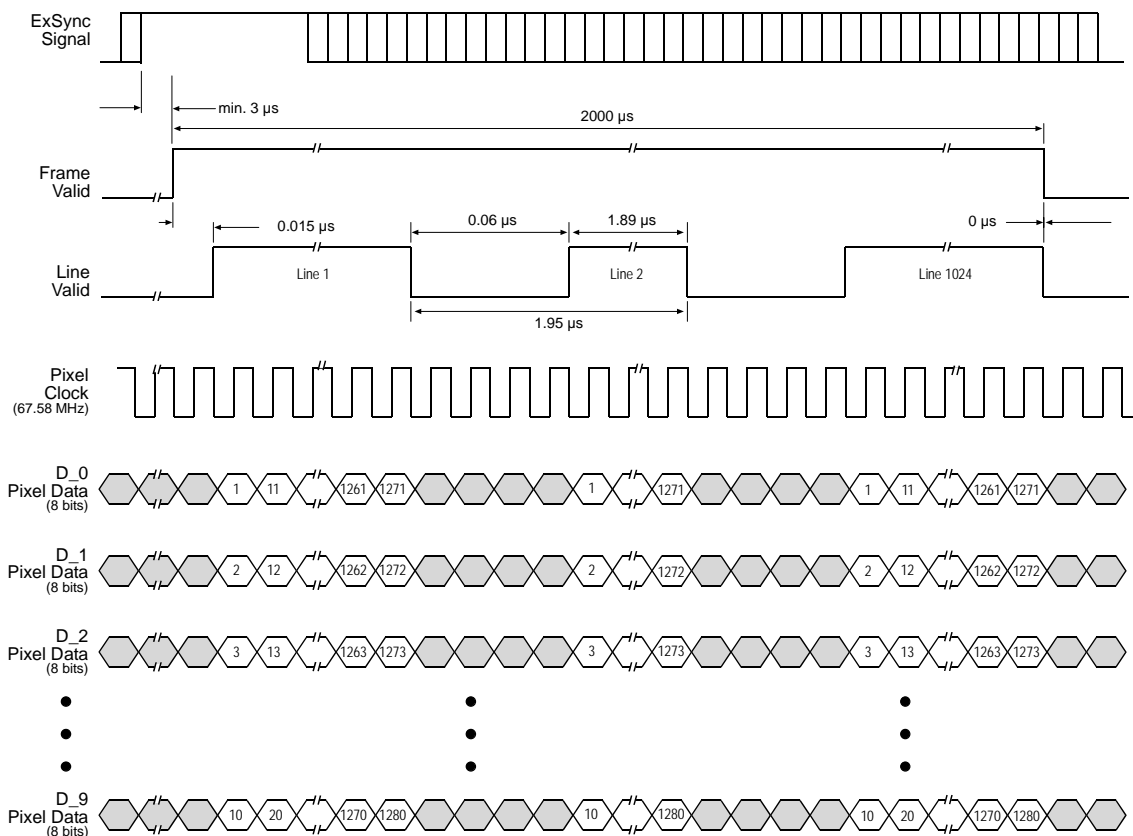 ExSync
Signal
min. 3 µs
2000 µs
Frame
Valid
0.015 µs
0.06 µs
1.89 µs
0 µs
Line
Valid
Line 1
Line 2
Line 1024
1.95 µs
Pixel
Clock
(67.58 MHz)
D_0
Pixel Data
(8 bits)
1 11 1261 1271 1 1271 1 11 1261 1271
D_1
Pixel Data
(8 bits)
2 12 1262 1272 2 1272 2 12 1262 1272
D_2
Pixel Data
(8 bits)
3 13 1263 1273 3 1273 3 13 1263 1273
D_9
Pixel Data
(8 bits)
10 20 1270 1280 10 1280 10 20 1270 1280